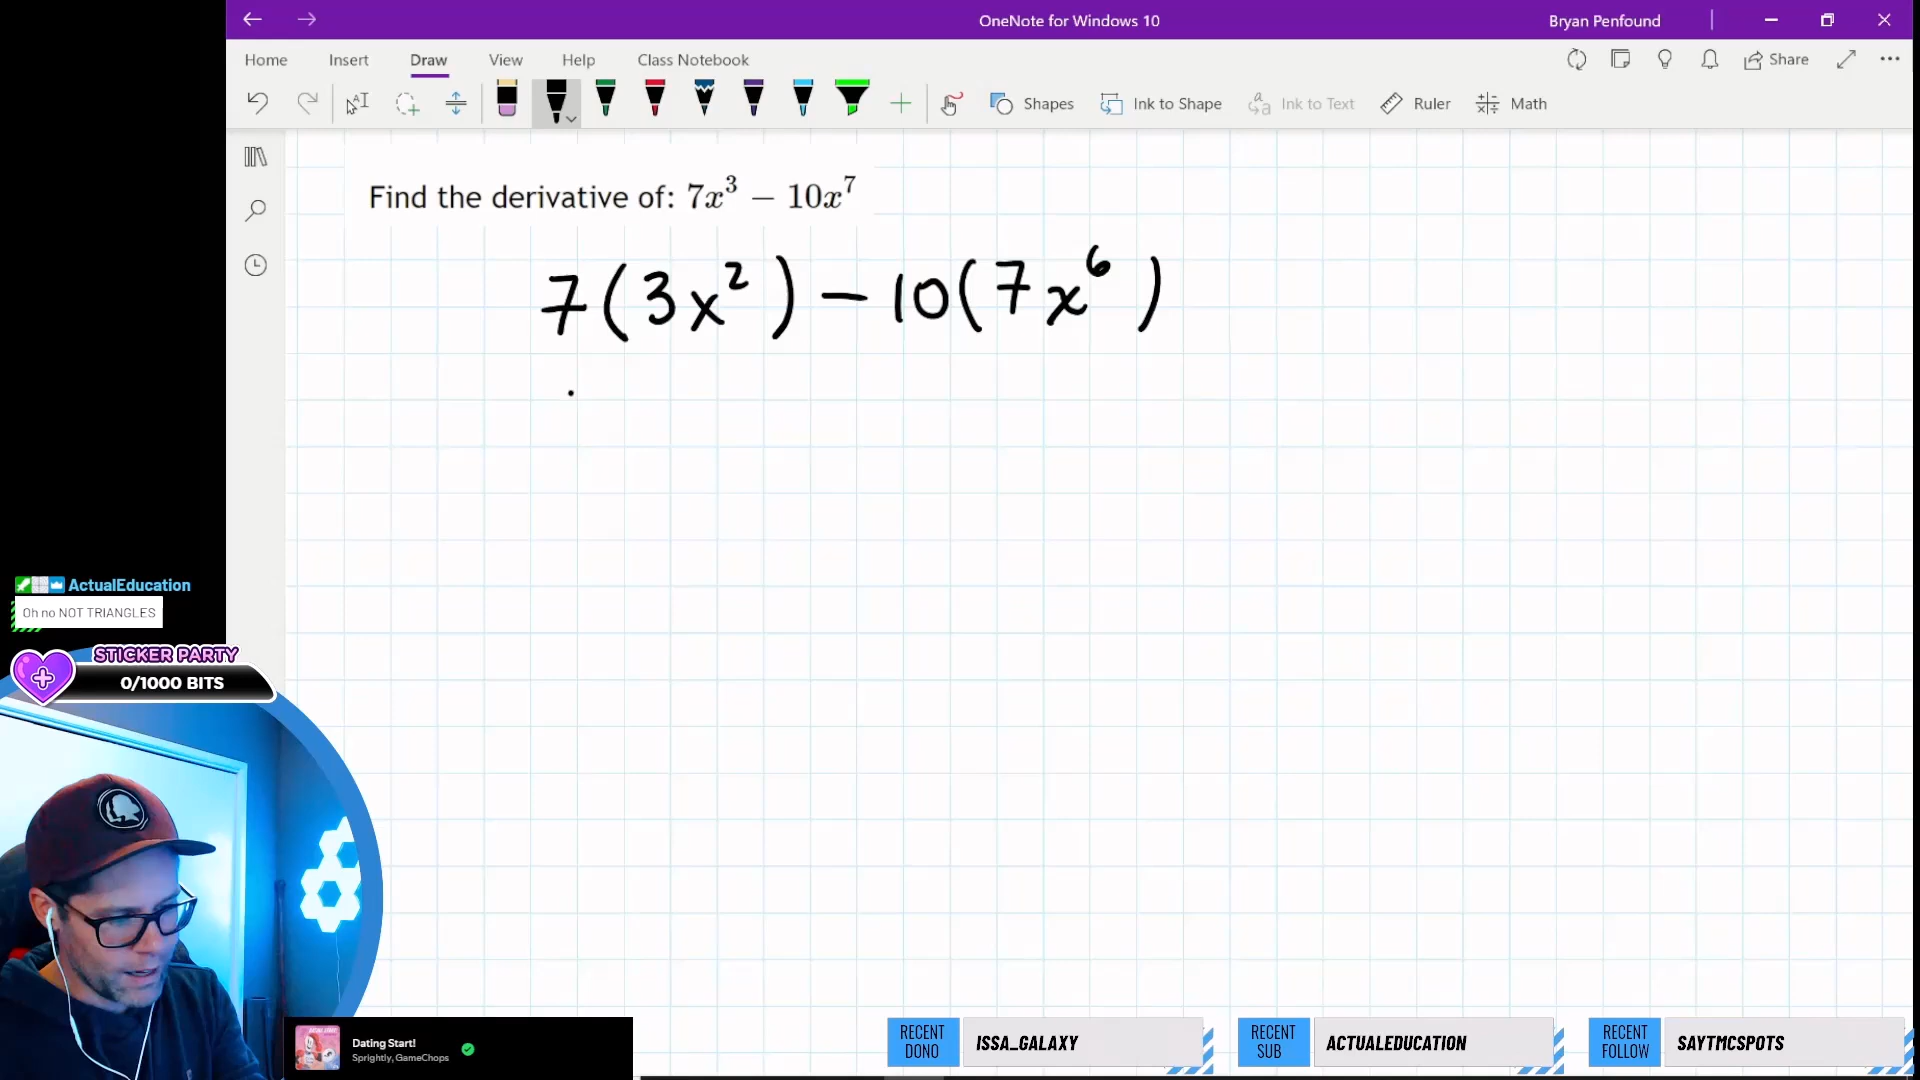 OneNote for Windows 10
Bryan Penfound
Home Insert Draw View Help Class Notebook
Share
Shapes Ink to Shape Ink to Text Ruler Math
Find the derivative of: 7x³ − 10x⁷
7(3x²) − 10(7x⁶)
ActualEducation
Oh no NOT TRIANGLES
STICKER PARTY
0/1000 BITS
Dating Start!
Sprightly, GameChops
RECENT DONO
ISSA_GALAXY
RECENT SUB
ACTUALEDUCATION
RECENT FOLLOW
SAYTMCSPOTS